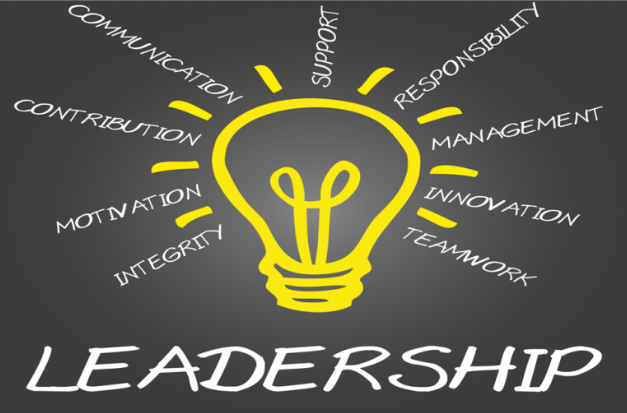 COMMUNICATION
SUPPORT
RESPONSIBILITY
CONTRIBUTION
MANAGEMENT
MOTIVATION
INNOVATION
INTEGRITY
TEAMWORK
LEADERSHIP